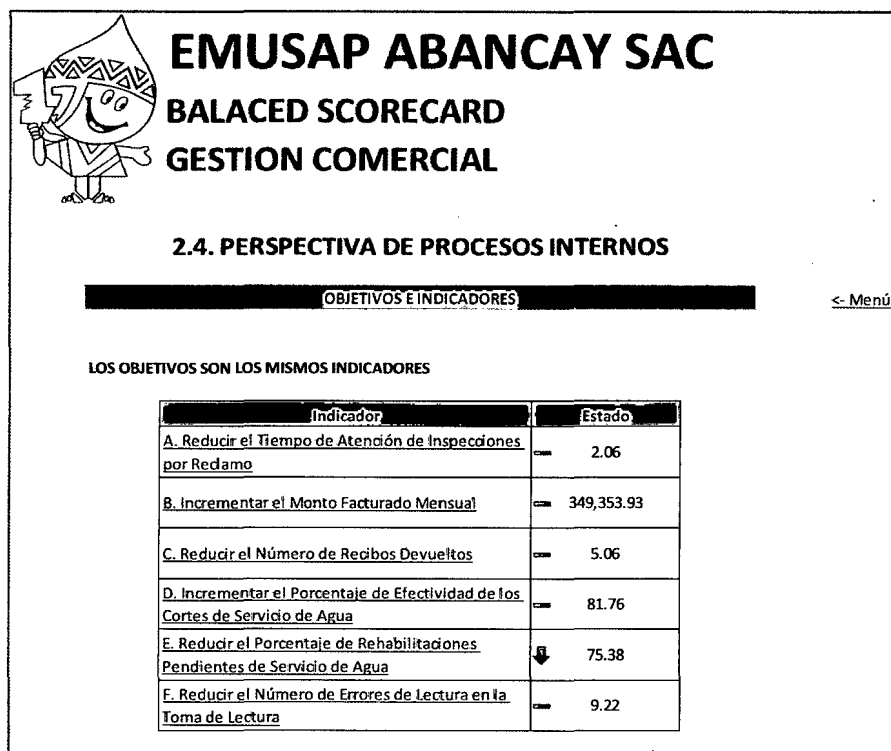 EMUSAP ABANCAY SAC
BALACED SCORECARD
GESTION COMERCIAL
2.4. PERSPECTIVA DE PROCESOS INTERNOS
OBJETIVOS E INDICADORES
<- Menú
LOS OBJETIVOS SON LOS MISMOS INDICADORES
Indicador Estado
A. Reducir el Tiempo de Atención de Inspecciones
por Reclamo
2.06
B. Incrementar el Monto Facturado Mensual 349,353.93
C. Reducir el Número de Recibos Devueltos 5.06
D. Incrementar el Porcentaje de Efectividad de los
Cortes de Servicio de Agua
81.76
E. Reducir el Porcentaje de Rehabilitaciones
Pendientes de Servicio de Agua
75.38
F. Reducir el Número de Errores de Lectura en la
Toma de Lectura
9.22